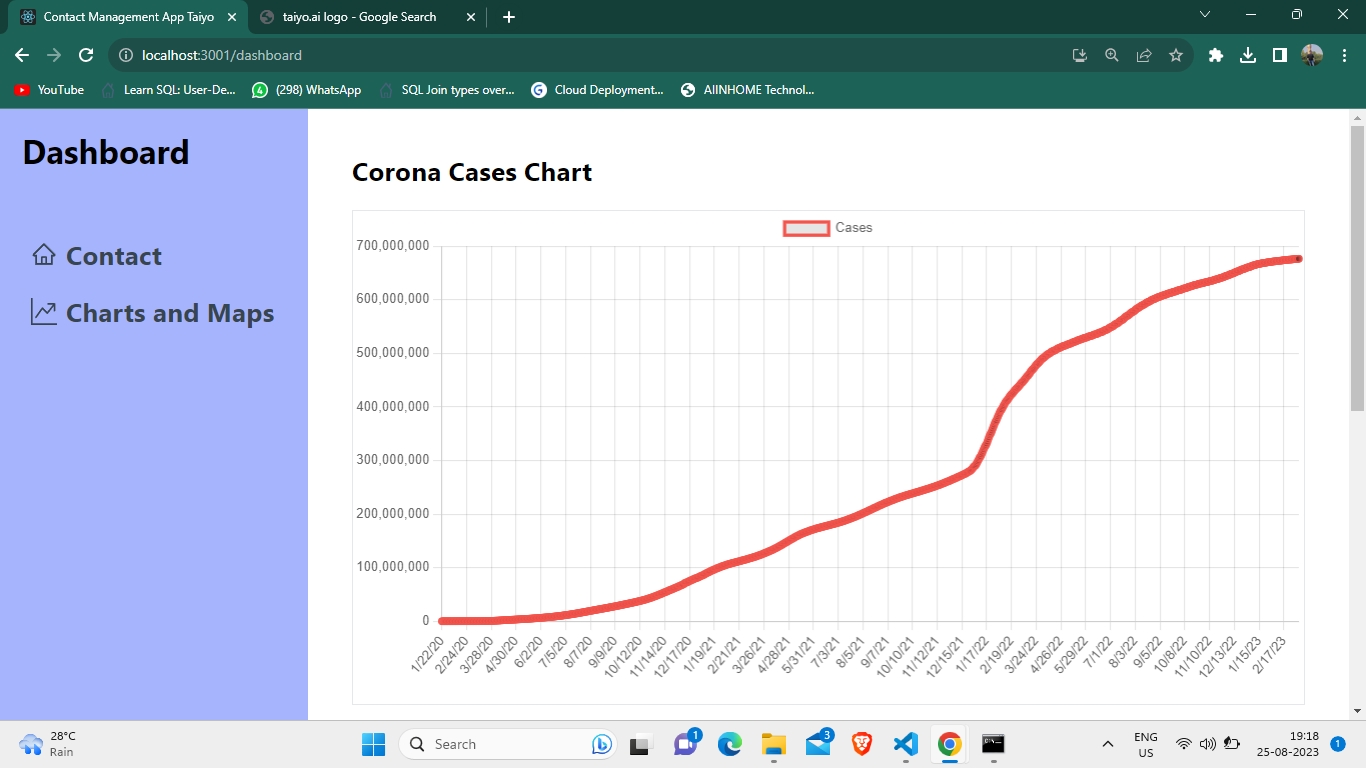 Contact Management App Taiyo
taiyo.ai logo - Google Search
localhost:3001/dashboard
YouTube
Learn SQL: User-De...
(298) WhatsApp
SQL Join types over...
Cloud Deployment...
AIINHOME Technol...
Dashboard
Contact
Charts and Maps
Corona Cases Chart
Cases
700,000,000
600,000,000
500,000,000
400,000,000
300,000,000
200,000,000
100,000,000
0
1/22/20
2/24/20
3/28/20
4/30/20
6/2/20
7/5/20
8/7/20
9/9/20
10/12/20
11/14/20
12/17/20
1/19/21
2/21/21
3/26/21
4/28/21
5/31/21
7/3/21
8/5/21
9/7/21
10/10/21
11/12/21
12/15/21
1/17/22
2/19/22
3/24/22
4/26/22
5/29/22
7/1/22
8/3/22
9/5/22
10/8/22
11/10/22
12/13/22
1/15/23
2/17/23
28°C
Rain
Search
1
3
ENG
US
19:18
25-08-2023
1